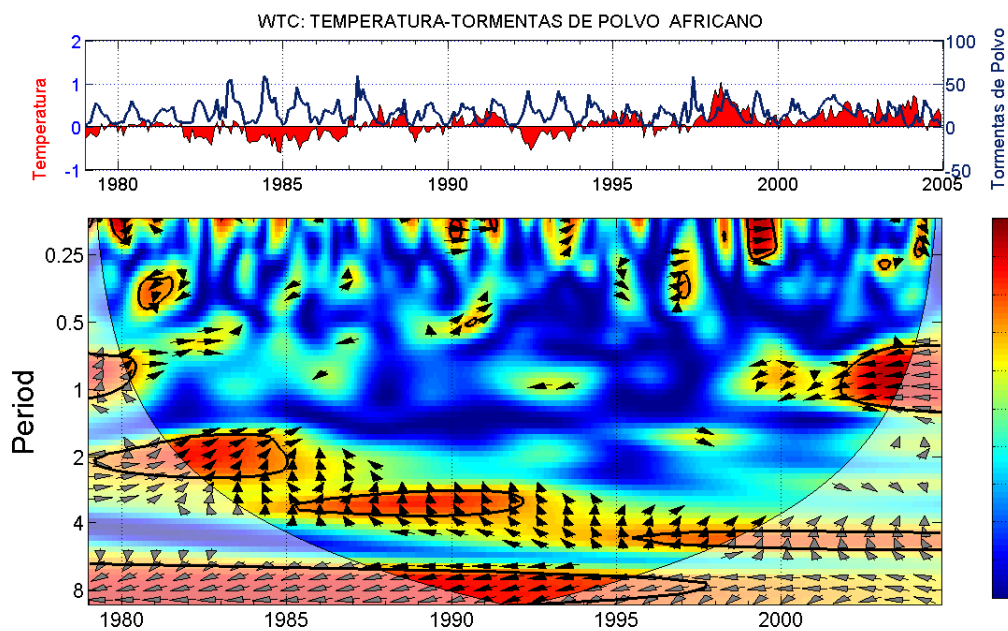 WTC: TEMPERATURA-TORMENTAS DE POLVO AFRICANO
Temperatura
2
1
0
-1
100
50
0
-50
Tormentas de Polvo
1980 1985 1990 1995 2000 2005
Period
0.25
0.5
1
2
4
8
1980 1985 1990 1995 2000